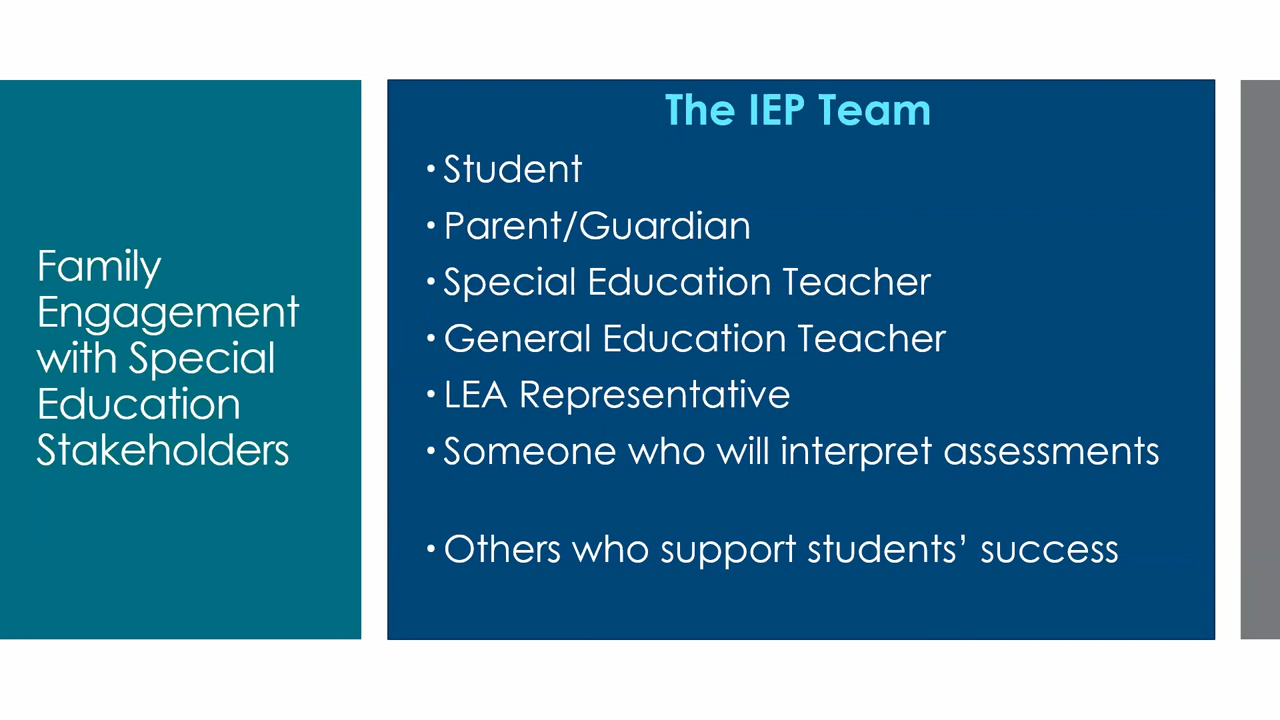 Family
Engagement
with Special
Education
Stakeholders
The IEP Team
• Student
• Parent/Guardian
• Special Education Teacher
• General Education Teacher
• LEA Representative
• Someone who will interpret assessments
• Others who support students’ success